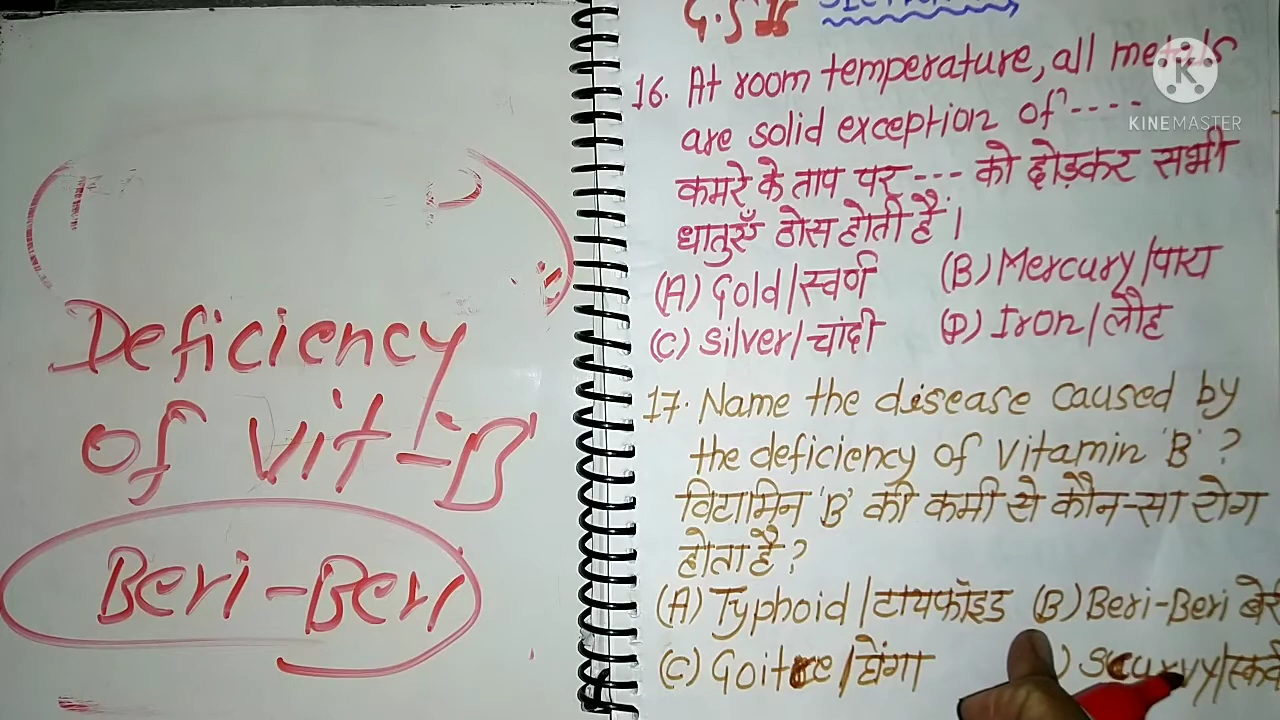 Deficiency
of Vit-B
Beri-Beri
G.S
16. At room temperature, all metals
are solid exception of ----
कमरे के ताप पर --- को छोड़कर सभी
धातुएँ ठोस होती हैं।
(A) Gold/स्वर्ण (B) Mercury/पारा
(C) Silver/चांदी (D) Iron/लौह
17. Name the disease caused by
the deficiency of Vitamin 'B' ?
विटामिन 'B' की कमी से कौन-सा रोग
होता है?
(A) Typhoid/टायफॉइड (B) Beri-Beri
(C) Goitre/घेंगा
KINEMASTER